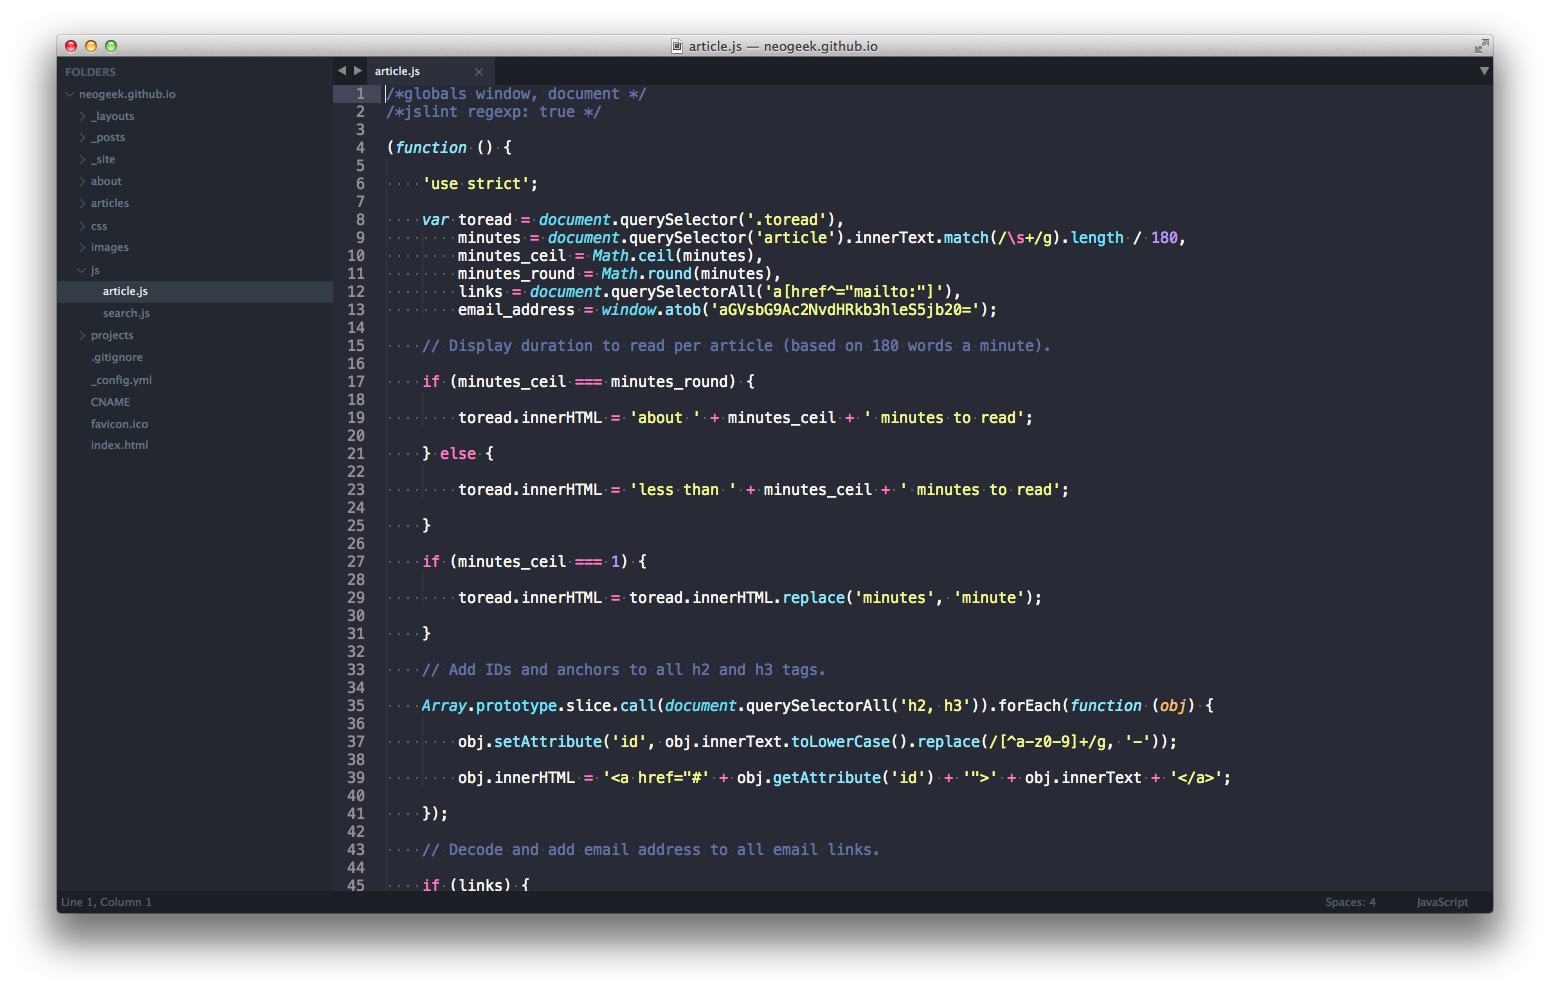 article.js — neogeek.github.io
FOLDERS
neogeek.github.io
_layouts
_posts
_site
about
articles
css
images
js
article.js
search.js
projects
.gitignore
_config.yml
CNAME
favicon.ico
index.html
article.js
1 /*globals window, document */
2 /*jslint regexp: true */
3
4 (function () {
5
6     'use strict';
7
8     var toread = document.querySelector('.toread'),
9         minutes = document.querySelector('article').innerText.match(/\s+/g).length / 180,
10         minutes_ceil = Math.ceil(minutes),
11         minutes_round = Math.round(minutes),
12         links = document.querySelectorAll('a[href^="mailto:"]'),
13         email_address = window.atob('aGVsbG9Ac2NvdHRkb3hleS5jb20=');
14
15     // Display duration to read per article (based on 180 words a minute).
16
17     if (minutes_ceil === minutes_round) {
18
19         toread.innerHTML = 'about ' + minutes_ceil + ' minutes to read';
20
21     } else {
22
23         toread.innerHTML = 'less than ' + minutes_ceil + ' minutes to read';
24
25     }
26
27     if (minutes_ceil === 1) {
28
29         toread.innerHTML = toread.innerHTML.replace('minutes', 'minute');
30
31     }
32
33     // Add IDs and anchors to all h2 and h3 tags.
34
35     Array.prototype.slice.call(document.querySelectorAll('h2, h3')).forEach(function (obj) {
36
37         obj.setAttribute('id', obj.innerText.toLowerCase().replace(/[^a-z0-9]+/g, '-'));
38
39         obj.innerHTML = '<a href="#' + obj.getAttribute('id') + '">' + obj.innerText + '</a>';
40
41     });
42
43     // Decode and add email address to all email links.
44
45     if (links) {
Line 1, Column 1
Spaces: 4
JavaScript